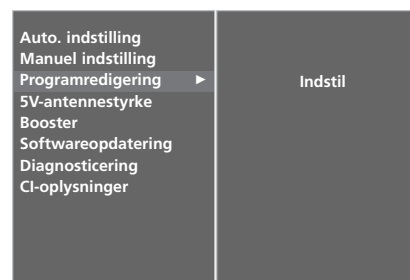 Auto. indstilling
Manuel indstilling
Programredigering ►
Indstil
5V-antennestyrke
Booster
Softwareopdatering
Diagnosticering
CI-oplysninger